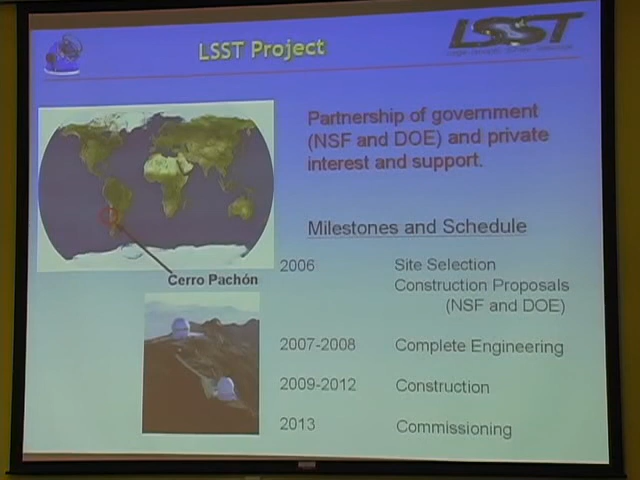 LSST Project
LSST
Partnership of government
(NSF and DOE) and private
interest and support.
Milestones and Schedule
Cerro Pachón
2006 Site Selection
Construction Proposals
(NSF and DOE)
2007-2008 Complete Engineering
2009-2012 Construction
2013 Commissioning